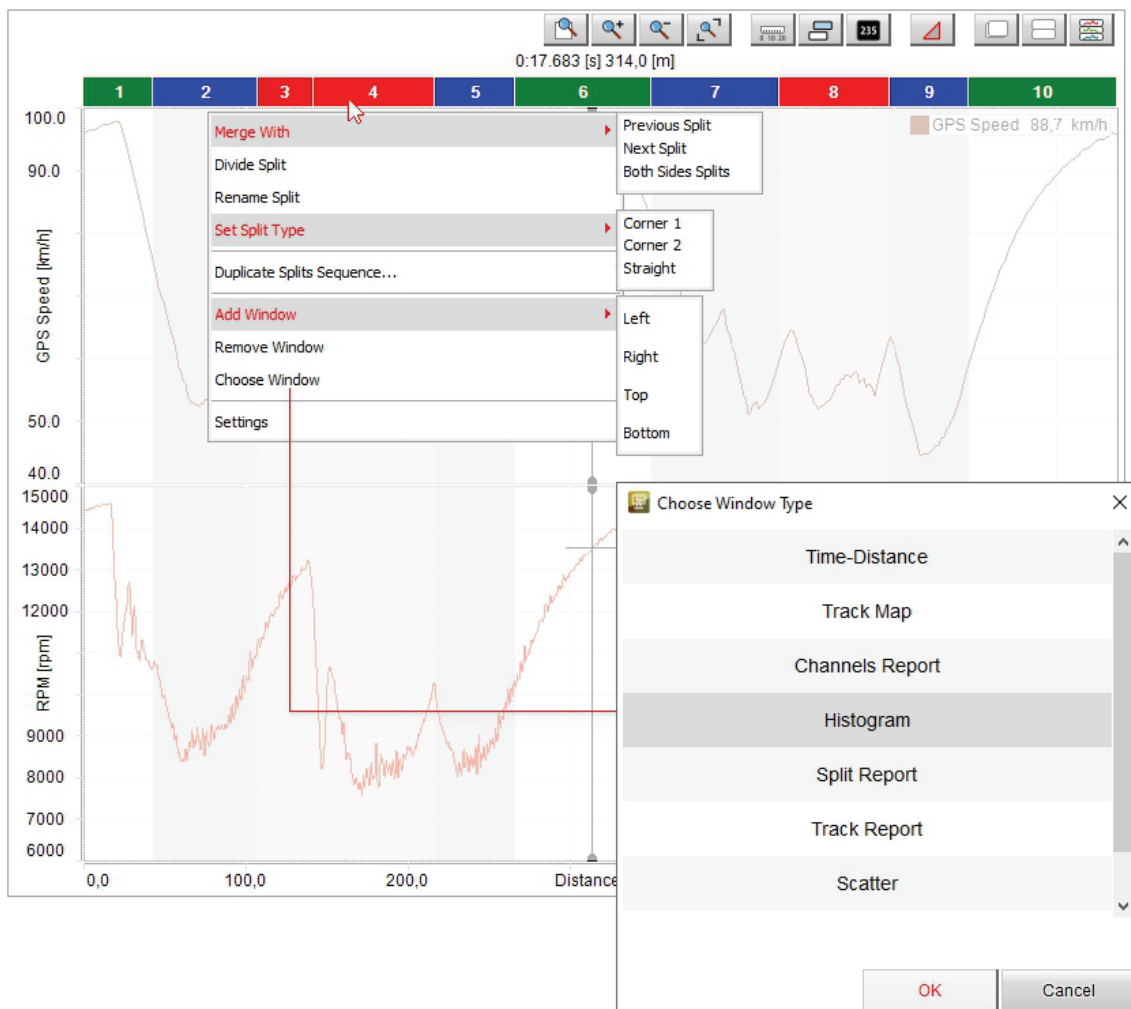 0 10 20
235
0:17.683 [s] 314,0 [m]
1 2 3 4 5 6 7 8 9 10
100.0
90.0
50.0
40.0
GPS Speed [km/h]
GPS Speed 88,7 km/h
Merge With
Divide Split
Rename Split
Set Split Type
Duplicate Splits Sequence...
Add Window
Remove Window
Choose Window
Settings
Previous Split
Next Split
Both Sides Splits
Corner 1
Corner 2
Straight
Left
Right
Top
Bottom
15000
14000
13000
12000
9000
8000
7000
6000
RPM [rpm]
0,0 100,0 200,0 Distance
Choose Window Type
Time-Distance
Track Map
Channels Report
Histogram
Split Report
Track Report
Scatter
OK Cancel